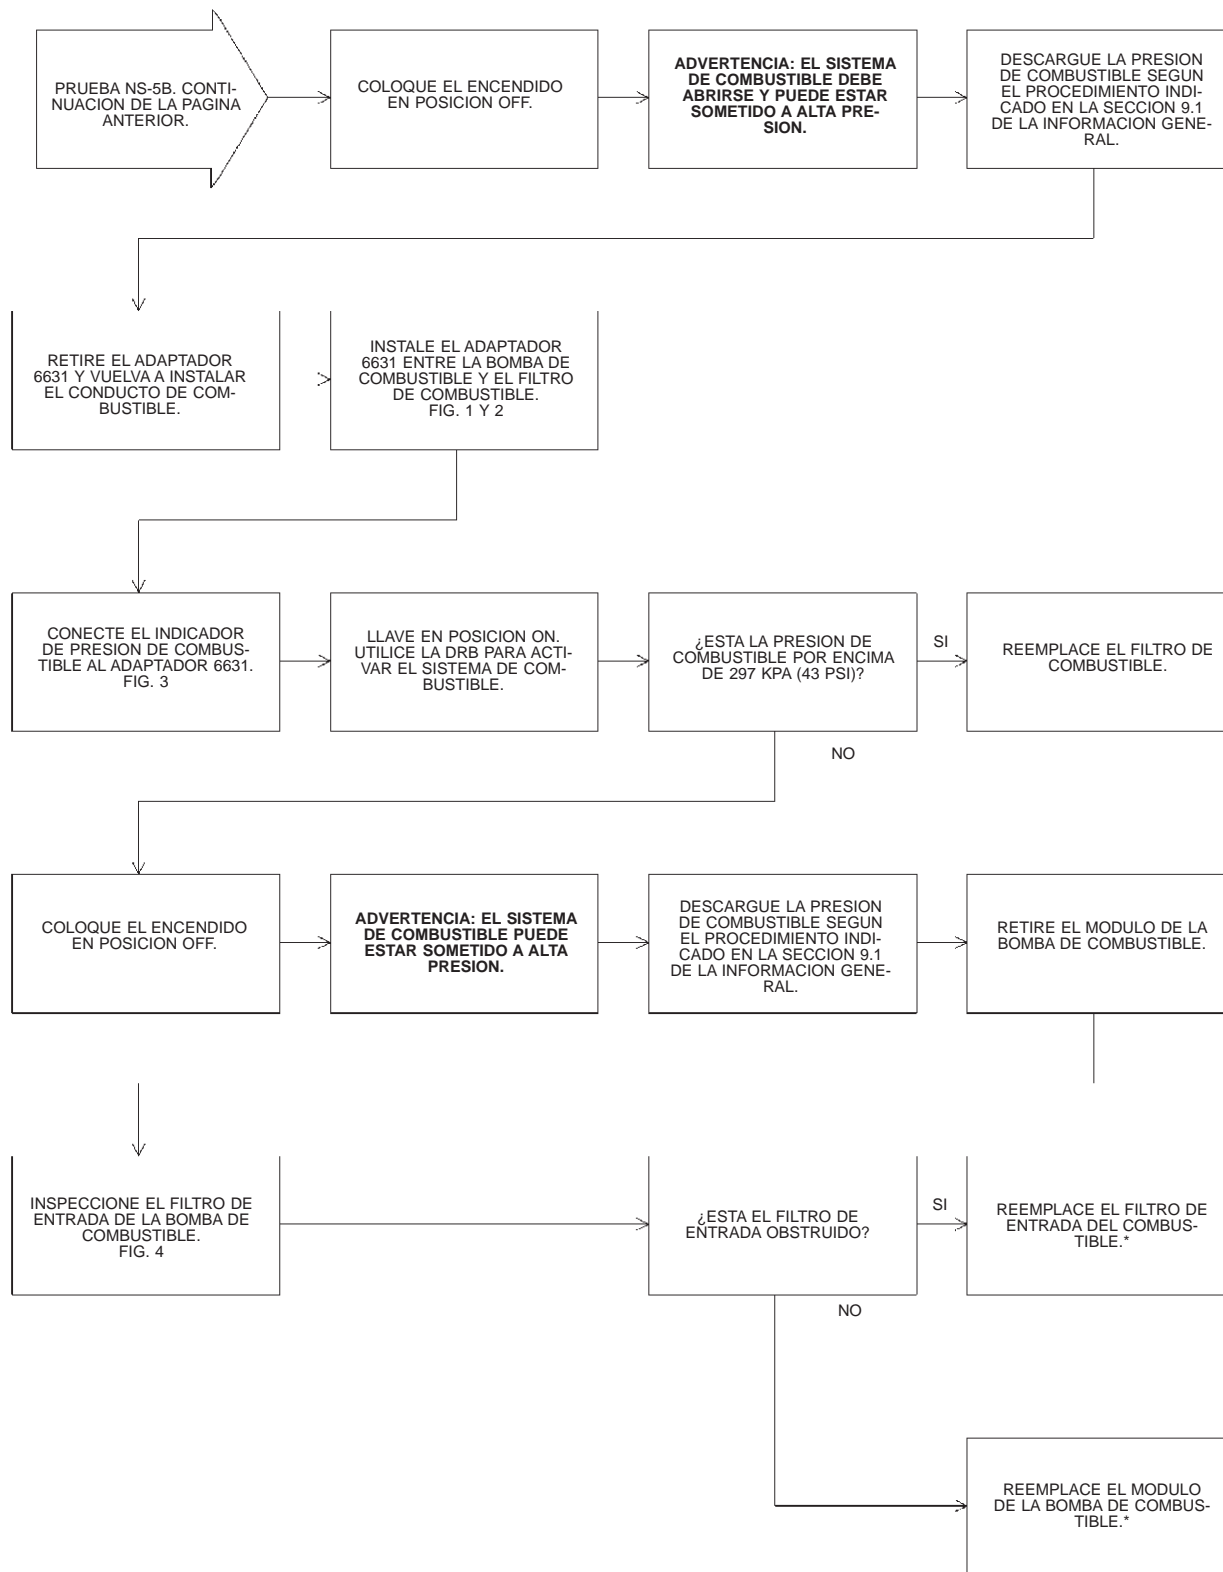 PRUEBA NS-5B. CONTI-
NUACION DE LA PAGINA
ANTERIOR.
COLOQUE EL ENCENDIDO
EN POSICION OFF.
ADVERTENCIA: EL SISTEMA
DE COMBUSTIBLE DEBE
ABRIRSE Y PUEDE ESTAR
SOMETIDO A ALTA PRE-
SION.
DESCARGUE LA PRESION
DE COMBUSTIBLE SEGUN
EL PROCEDIMIENTO INDI-
CADO EN LA SECCION 9.1
DE LA INFORMACION GENE-
RAL.
RETIRE EL ADAPTADOR
6631 Y VUELVA A INSTALAR
EL CONDUCTO DE COM-
BUSTIBLE.
INSTALE EL ADAPTADOR
6631 ENTRE LA BOMBA DE
COMBUSTIBLE Y EL FILTRO
DE COMBUSTIBLE.
FIG. 1 Y 2
CONECTE EL INDICADOR
DE PRESION DE COMBUS-
TIBLE AL ADAPTADOR 6631.
FIG. 3
LLAVE EN POSICION ON.
UTILICE LA DRB PARA ACTI-
VAR EL SISTEMA DE COM-
BUSTIBLE.
¿ESTA LA PRESION DE
COMBUSTIBLE POR ENCIMA
DE 297 KPA (43 PSI)?
SI
REEMPLACE EL FILTRO DE
COMBUSTIBLE.
NO
COLOQUE EL ENCENDIDO
EN POSICION OFF.
ADVERTENCIA: EL SISTEMA
DE COMBUSTIBLE PUEDE
ESTAR SOMETIDO A ALTA
PRESION.
DESCARGUE LA PRESION
DE COMBUSTIBLE SEGUN
EL PROCEDIMIENTO INDI-
CADO EN LA SECCION 9.1
DE LA INFORMACION GENE-
RAL.
RETIRE EL MODULO DE LA
BOMBA DE COMBUSTIBLE.
INSPECCIONE EL FILTRO DE
ENTRADA DE LA BOMBA DE
COMBUSTIBLE.
FIG. 4
¿ESTA EL FILTRO DE
ENTRADA OBSTRUIDO?
SI
REEMPLACE EL FILTRO DE
ENTRADA DEL COMBUS-
TIBLE.*
NO
REEMPLACE EL MODULO
DE LA BOMBA DE COMBUS-
TIBLE.*